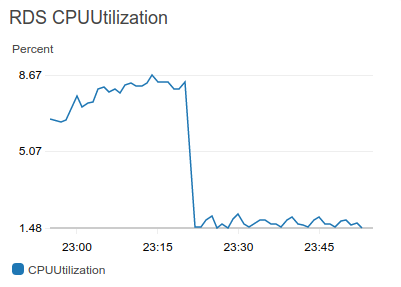 RDS CPUUtilization
Percent
8.67
5.07
1.48
23:00 23:15 23:30 23:45
CPUUtilization